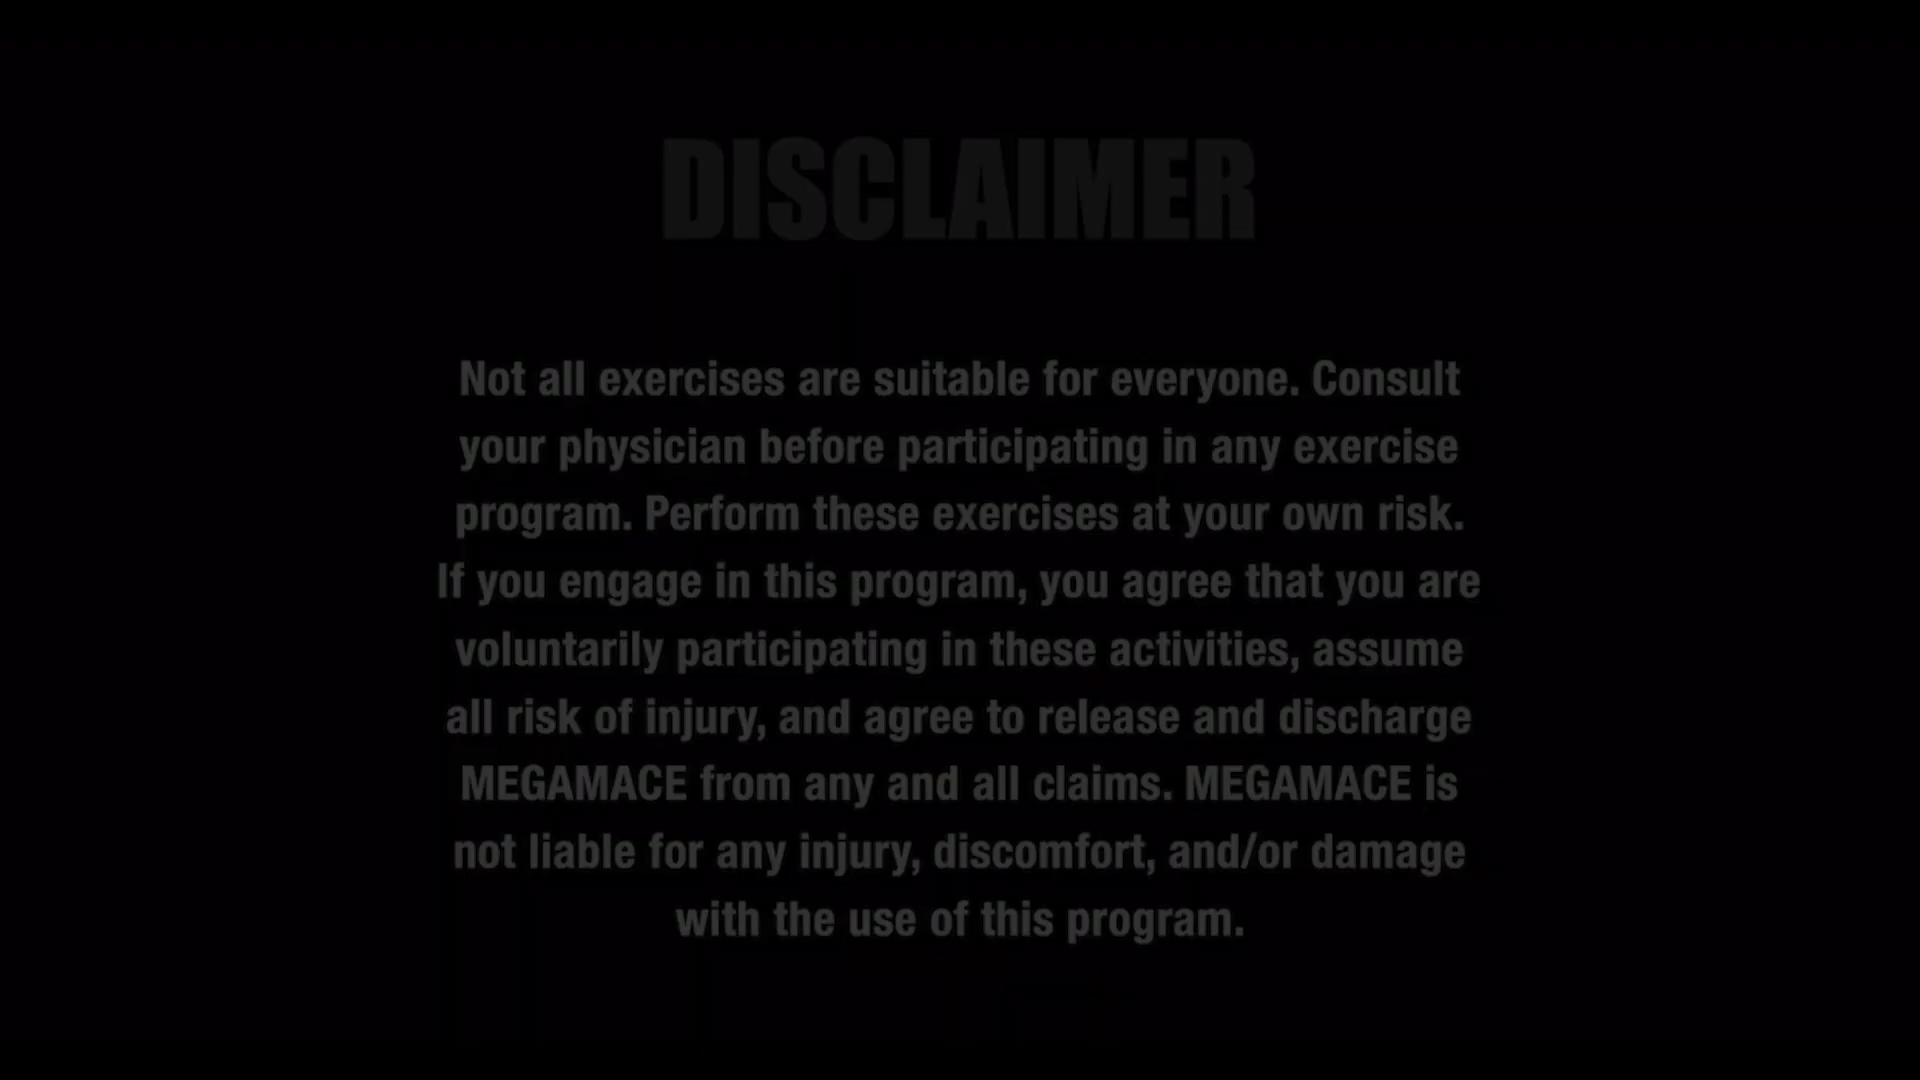 DISCLAIMER
Not all exercises are suitable for everyone. Consult
your physician before participating in any exercise
program. Perform these exercises at your own risk.
If you engage in this program, you agree that you are
voluntarily participating in these activities, assume
all risk of injury, and agree to release and discharge
MEGAMACE from any and all claims. MEGAMACE is
not liable for any injury, discomfort, and/or damage
with the use of this program.